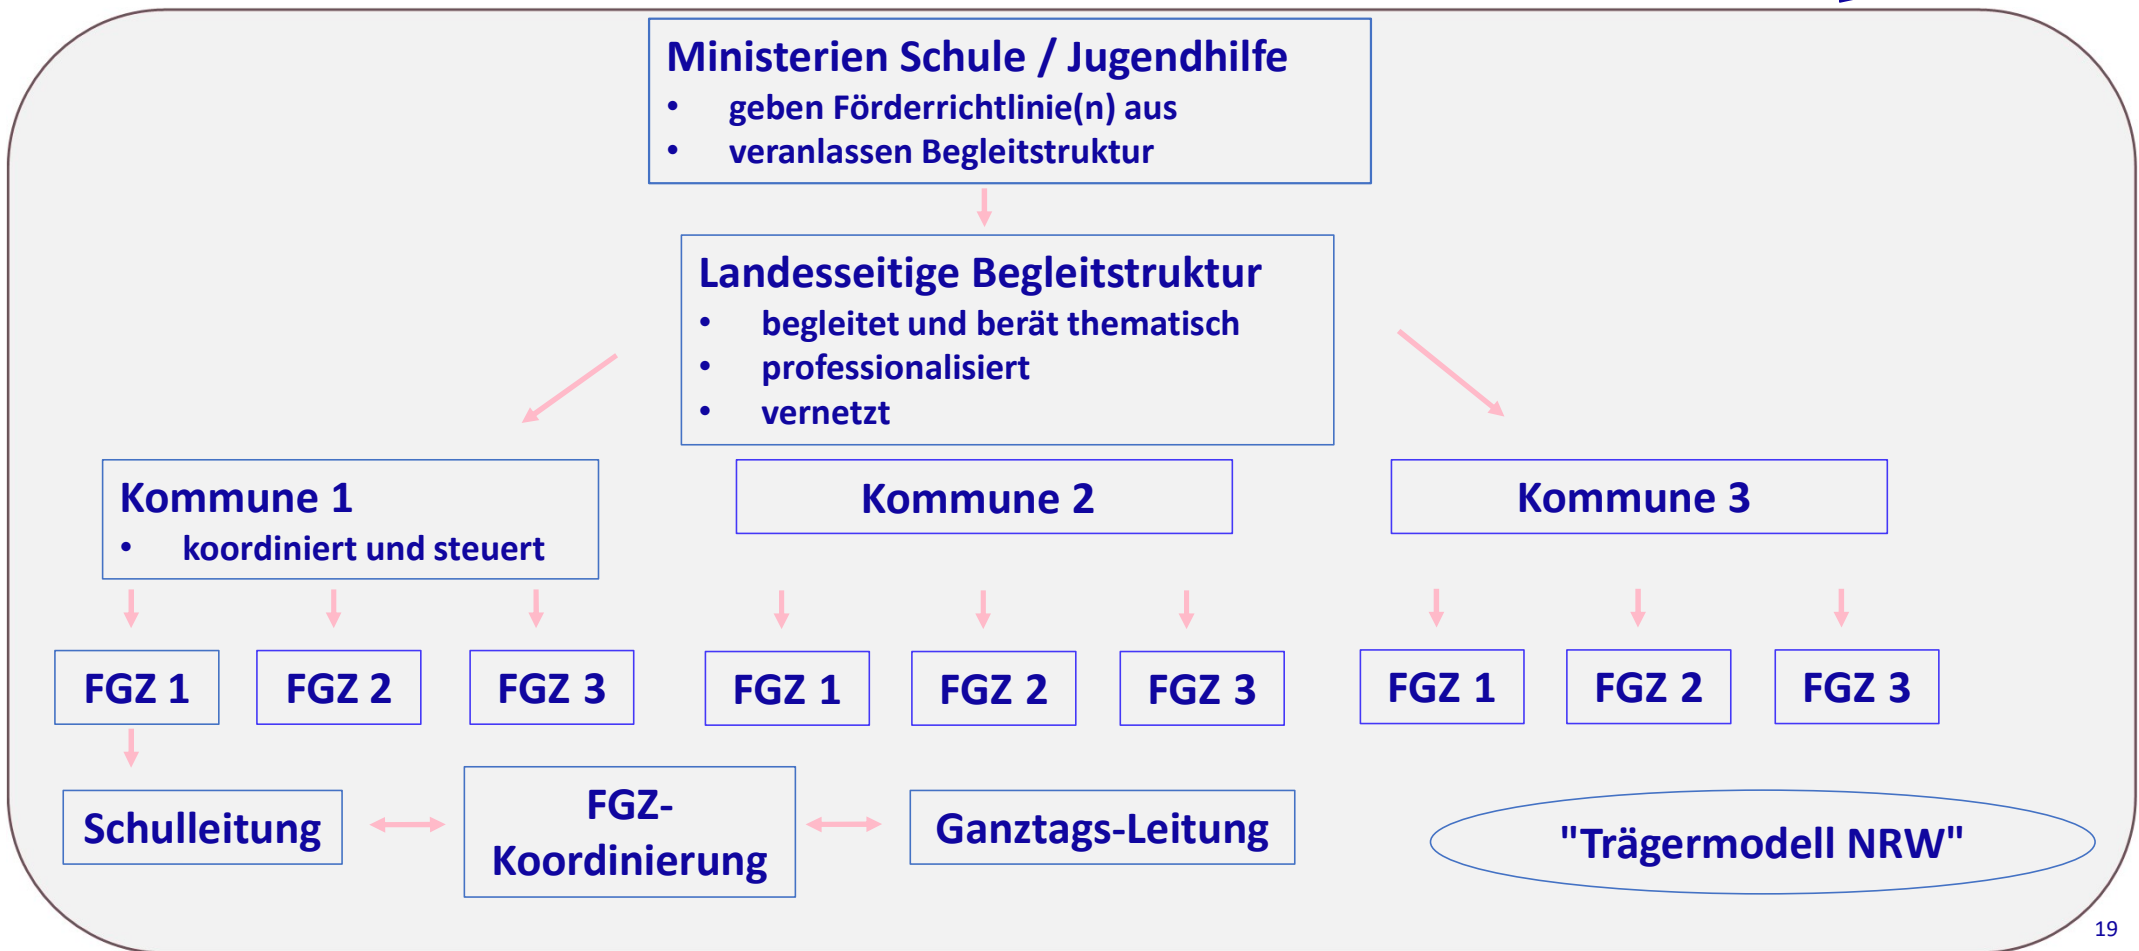 Ministerien Schule / Jugendhilfe
• geben Förderrichtlinie(n) aus
• veranlassen Begleitstruktur
Landesseitige Begleitstruktur
• begleitet und berät thematisch
• professionalisiert
• vernetzt
Kommune 1
• koordiniert und steuert
Kommune 2
Kommune 3
FGZ 1
FGZ 2
FGZ 3
FGZ 1
FGZ 2
FGZ 3
FGZ 1
FGZ 2
FGZ 3
Schulleitung
FGZ-
Koordinierung
Ganztags-Leitung
"Trägermodell NRW"
19